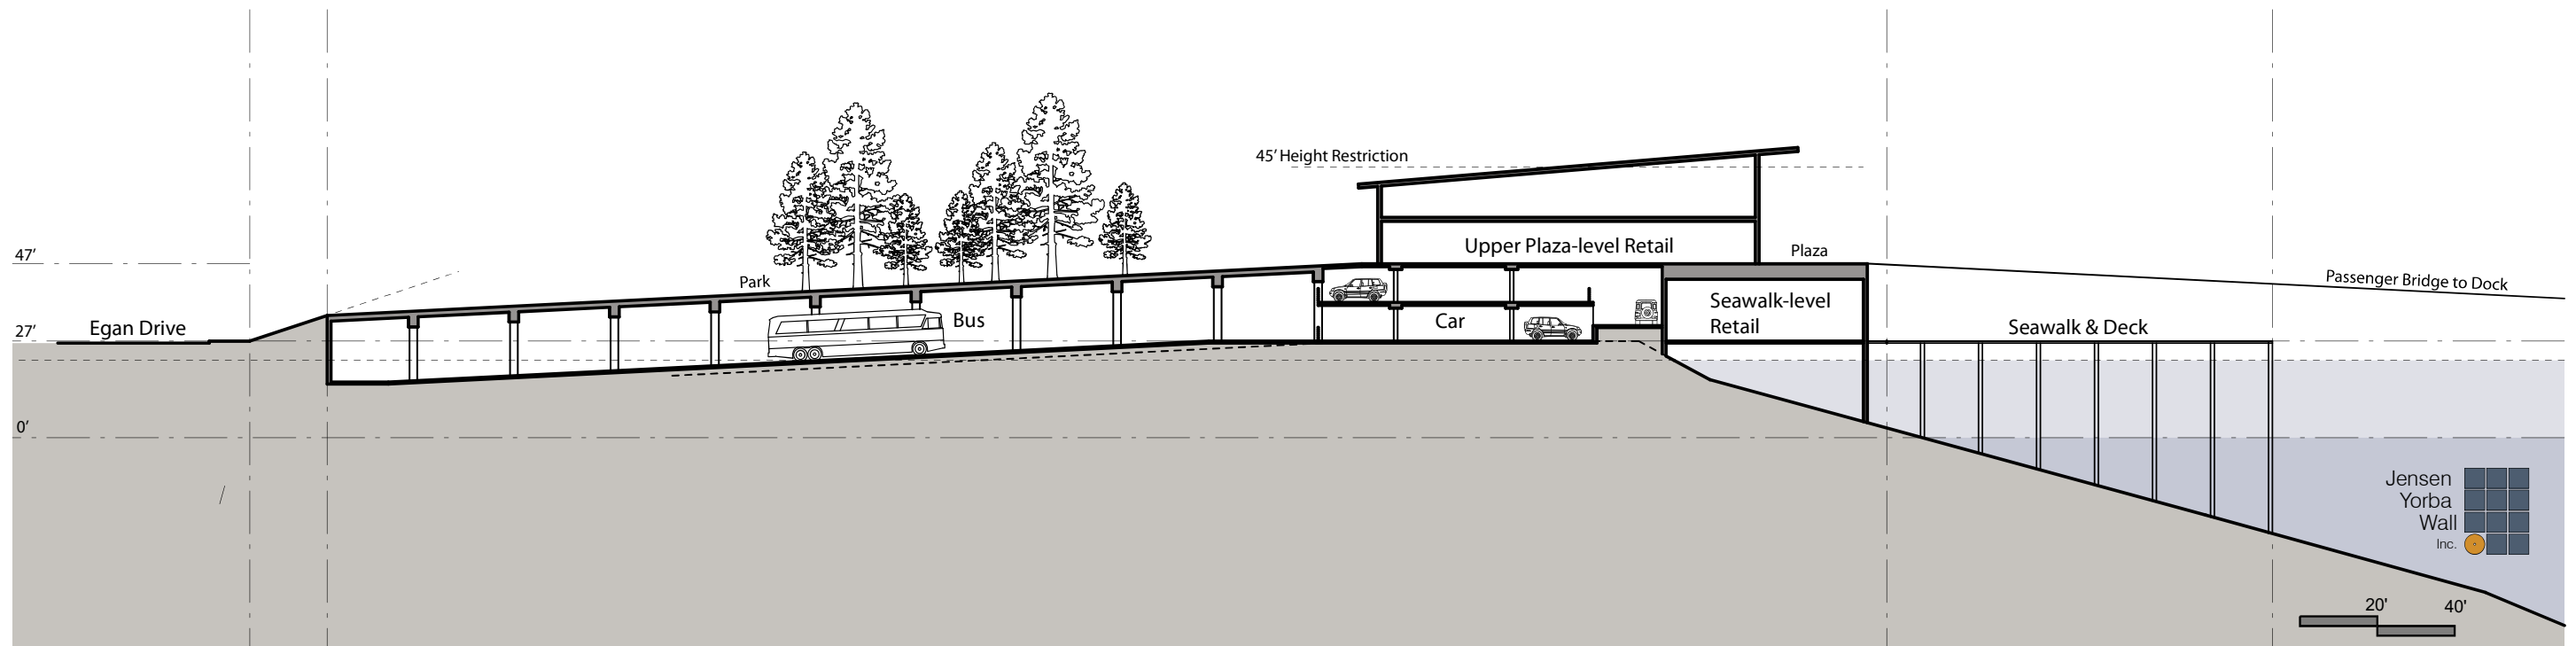 45’ Height Restriction
47’
Upper Plaza-level Retail
Plaza
Park
Passenger Bridge to Dock
Egan Drive
27’
Bus
Car
Seawalk-level
Retail
Seawalk & Deck
0’
Jensen
Yorba
Wall
Inc.
20'
40'